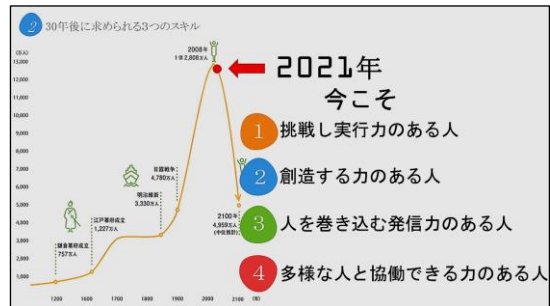 2 30年後に求められる3つのスキル
(万人)
13,000
12,000
11,000
10,000
9,000
8,000
7,000
6,000
5,000
4,000
3,000
2,000
1,000
2008年
1億2,808万人
日露戦争
4,780万人
明治維新
3,330万人
江戸幕府成立
1,227万人
鎌倉幕府成立
757万人
2100年
4,959万人
(中位推計)
1200
1600
1700
1800
1900
2000
2100 (年)
2021年
今こそ
1 挑戦し実行力のある人
2 創造する力のある人
3 人を巻き込む発信力のある人
4 多様な人と協働できる力のある人